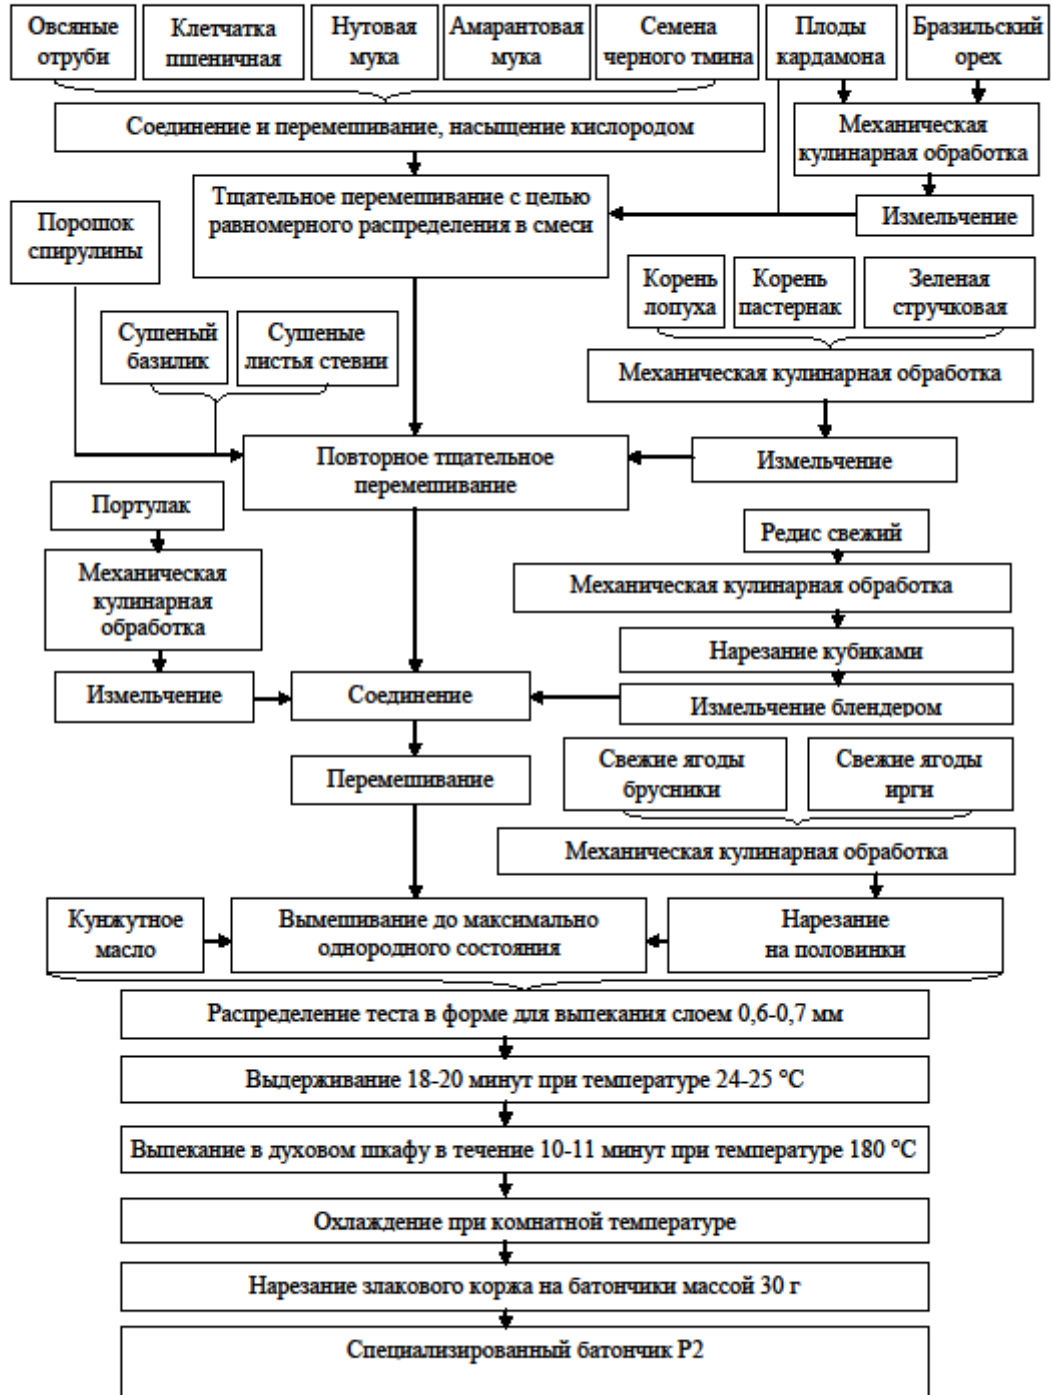 Овсяные
отруби
Клетчатка
пшеничная
Нутовая
мука
Амарантовая
мука
Семена
черного тмина
Плоды
кардамона
Бразильский
орех
Соединение и перемешивание, насыщение кислородом
Механическая
кулинарная обработка
Тщательное перемешивание с целью
равномерного распределения в смеси
Измельчение
Порошок
спирулины
Корень
лопуха
Корень
пастернак
Зеленая
стручковая
Сушеный
базилик
Сушеные
листья стевии
Механическая кулинарная обработка
Повторное тщательное
перемешивание
Измельчение
Портулак
Редис свежий
Механическая
кулинарная
обработка
Механическая кулинарная обработка
Нарезание кубиками
Измельчение
Соединение
Измельчение блендером
Перемешивание
Свежие ягоды
брусники
Свежие ягоды
ирги
Механическая кулинарная обработка
Кунжутное
масло
Вымешивание до максимально
однородного состояния
Нарезание
на половинки
Распределение теста в форме для выпекания слоем 0,6-0,7 мм
Выдерживание 18-20 минут при температуре 24-25 °С
Выпекание в духовом шкафу в течение 10-11 минут при температуре 180 °С
Охлаждение при комнатной температуре
Нарезание злакового коржа на батончики массой 30 г
Специализированный батончик Р2